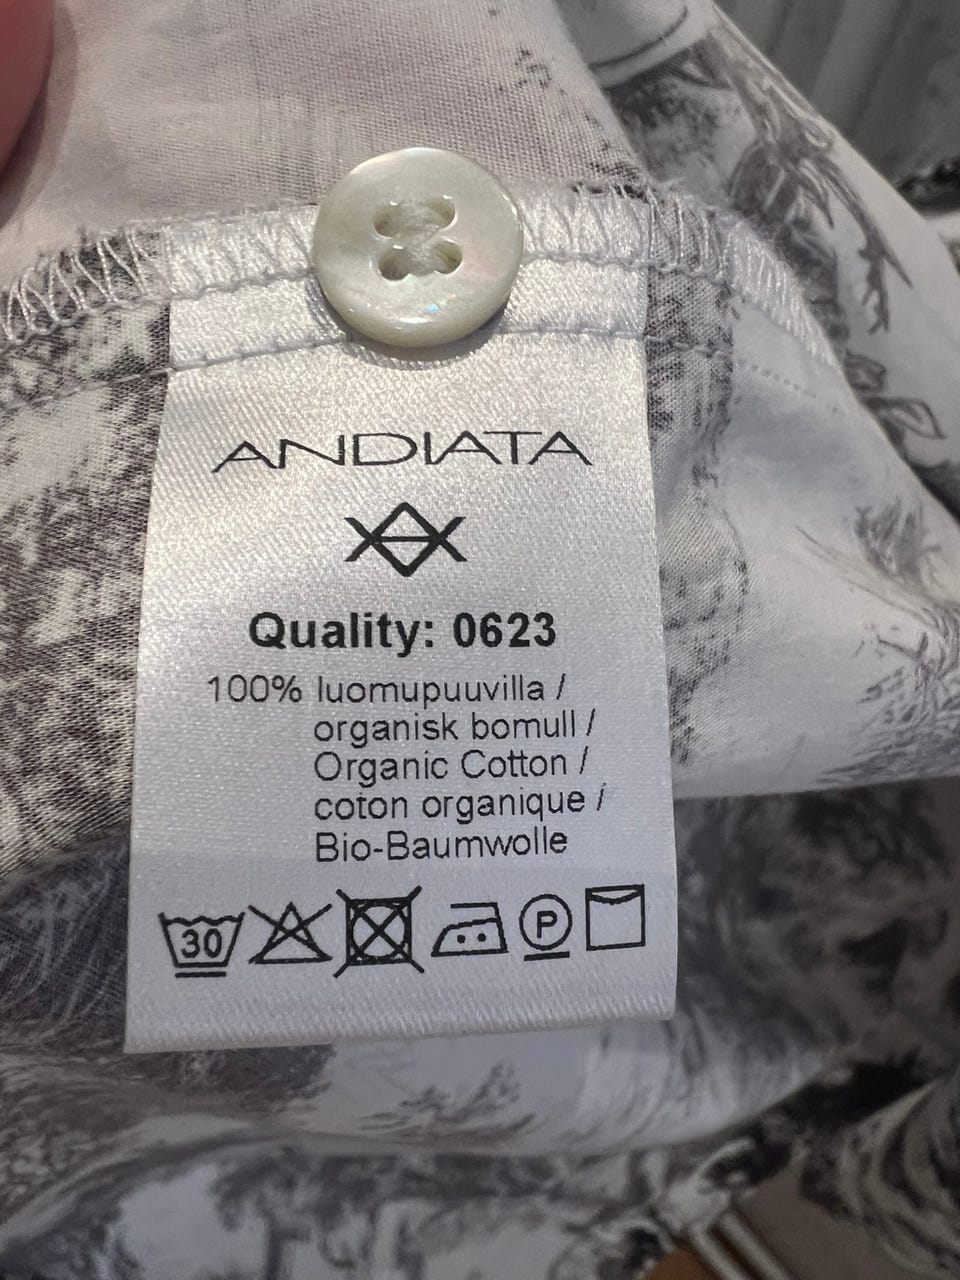 ANDIATA
Quality: 0623
100% luomupuuvilla /
organisk bomull /
Organic Cotton /
coton organique /
Bio-Baumwolle
30 P